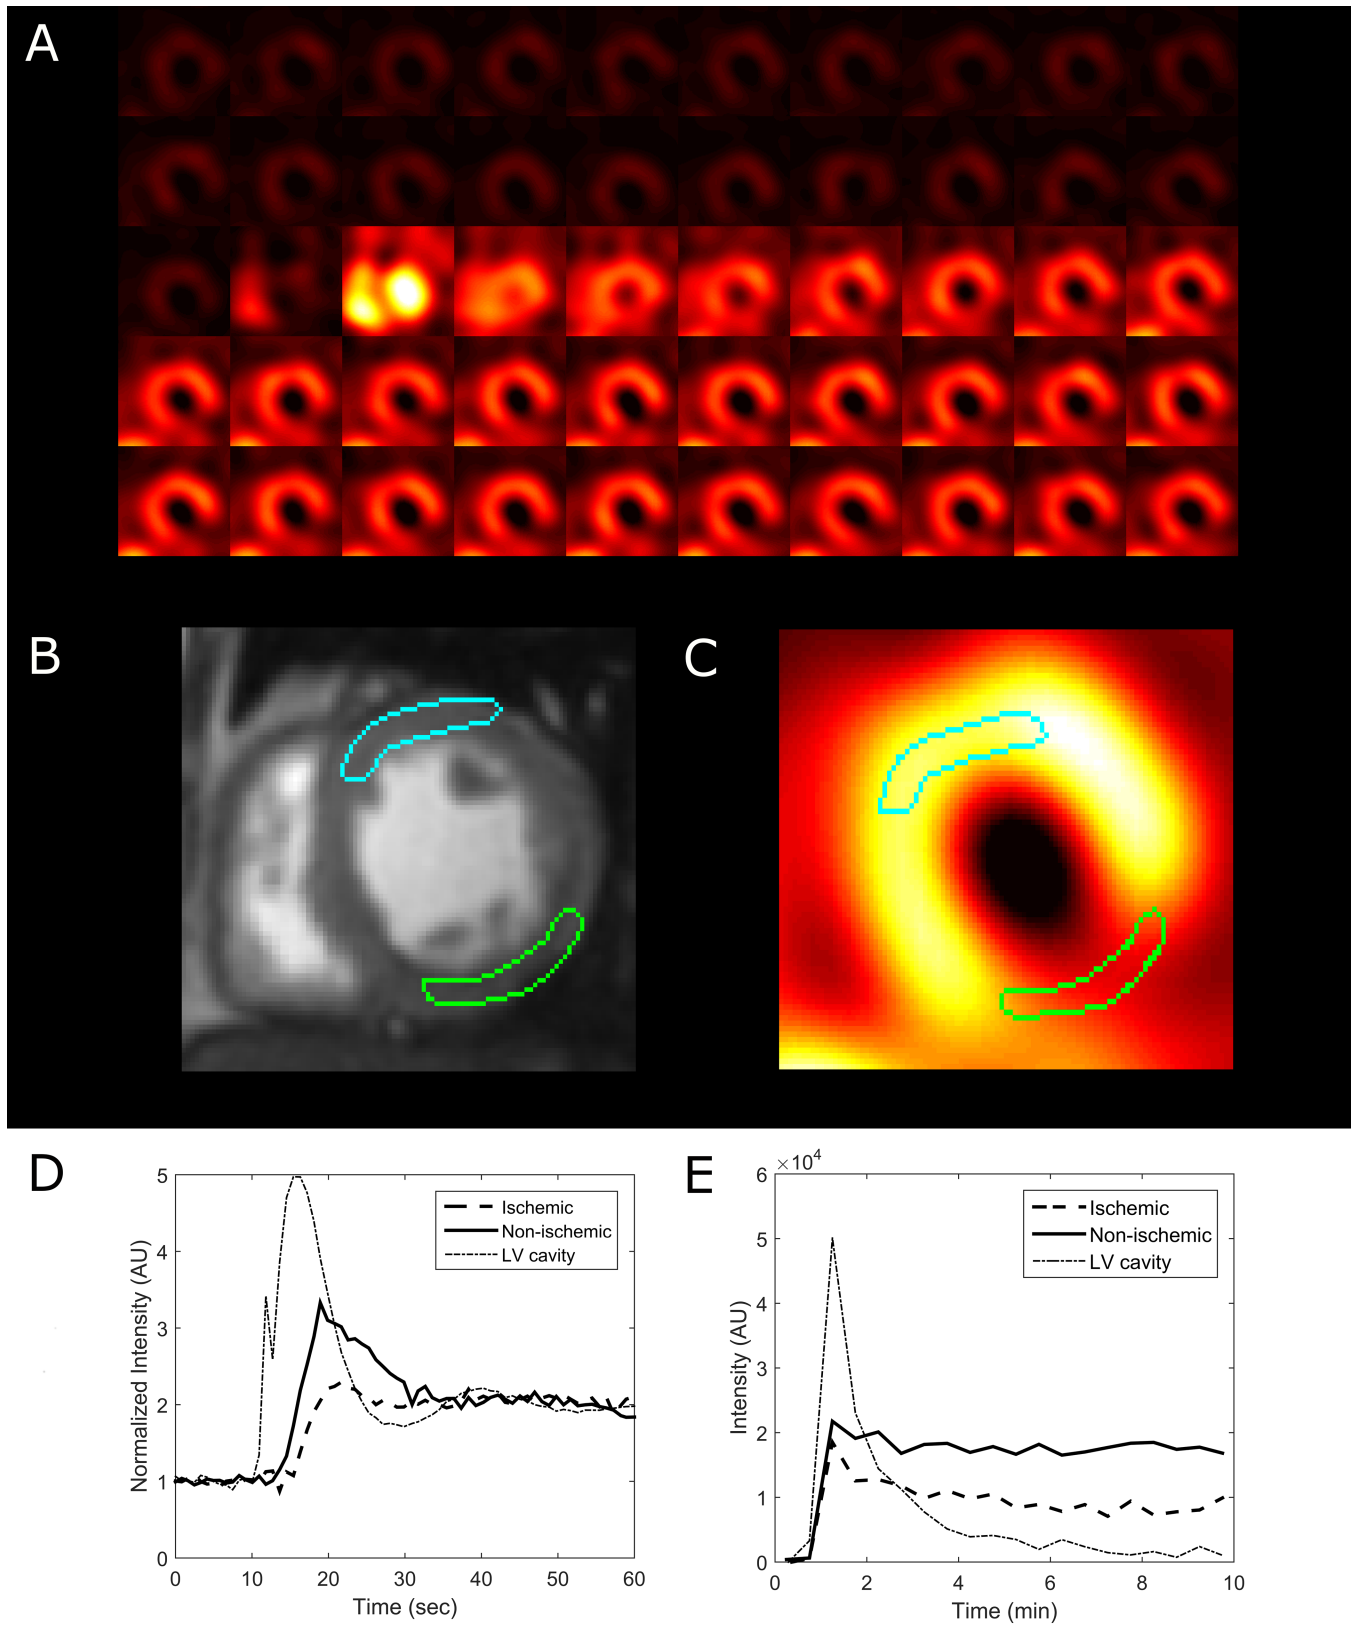 A
B
C
D
5
4
3
2
1
0
Normalized Intensity (AU)
Ischemic
Non-ischemic
LV cavity
0 10 20 30 40 50 60
Time (sec)
E
×10⁴
6
5
4
3
2
1
0
Intensity (AU)
Ischemic
Non-ischemic
LV cavity
0 2 4 6 8 10
Time (min)